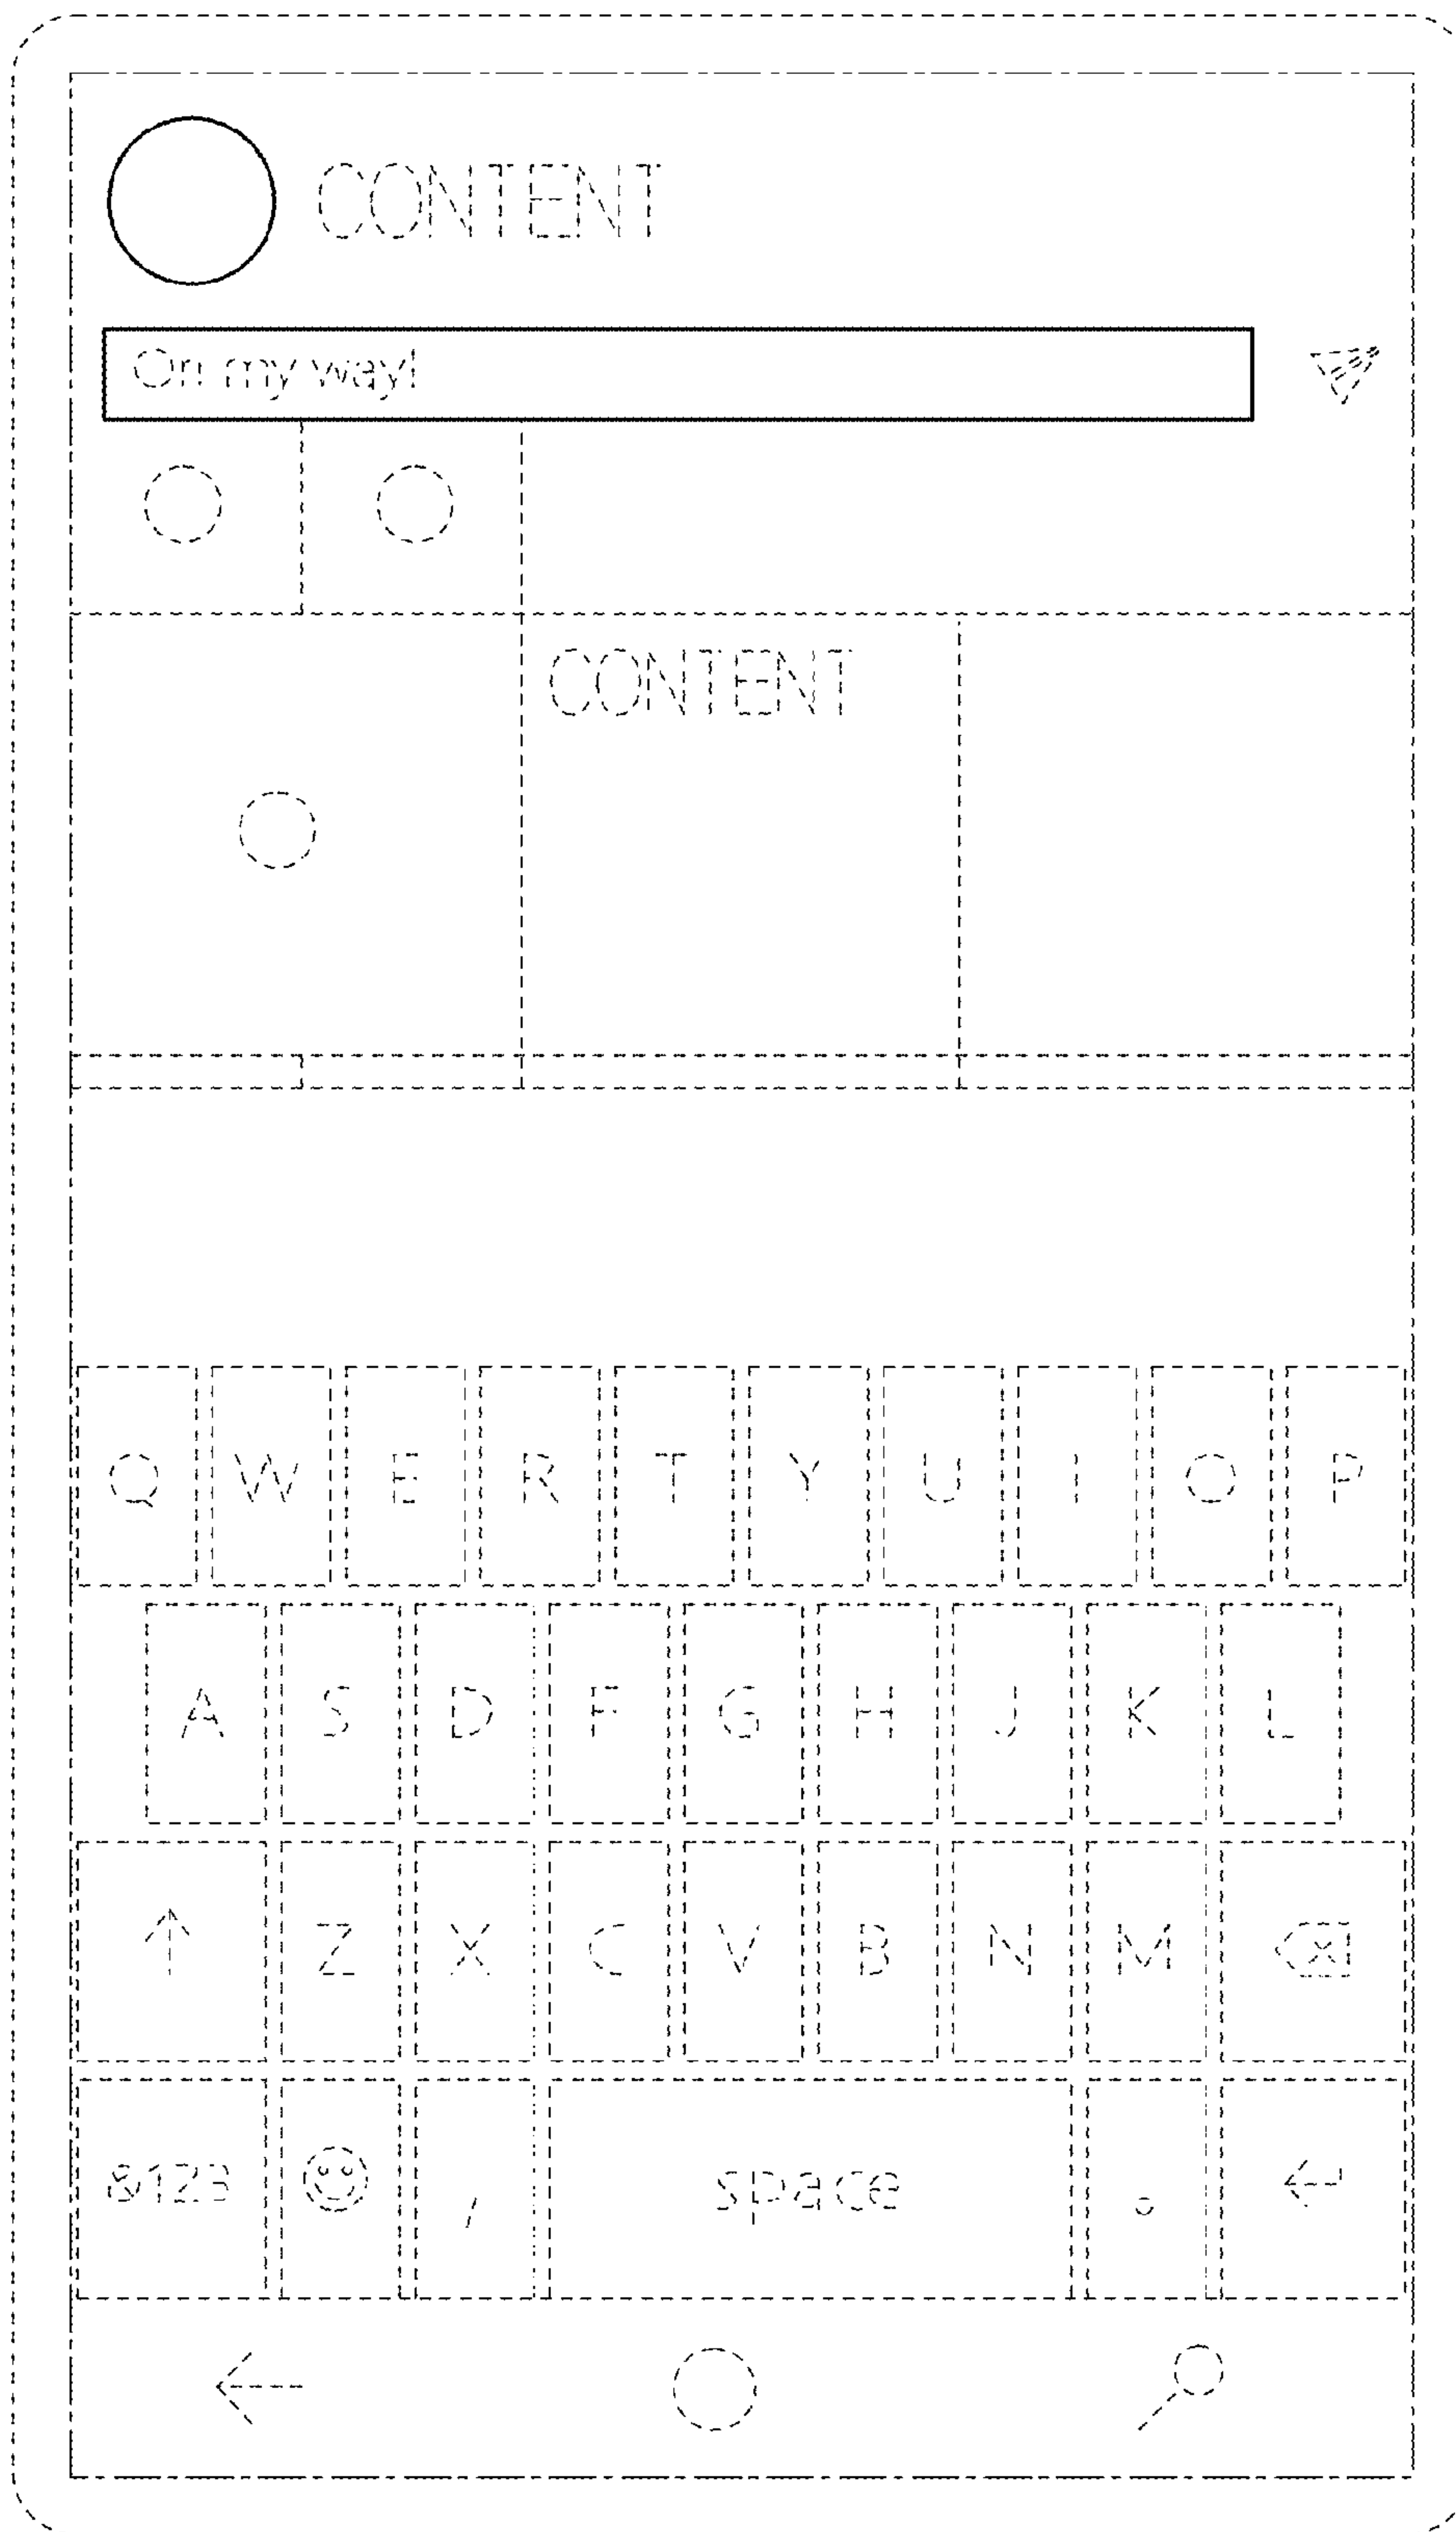 CONTENT
On my way!
CONTENT
Q W E R T Y U I O P
A S D F G H J K L
Z X C V B N M
&123 , space .